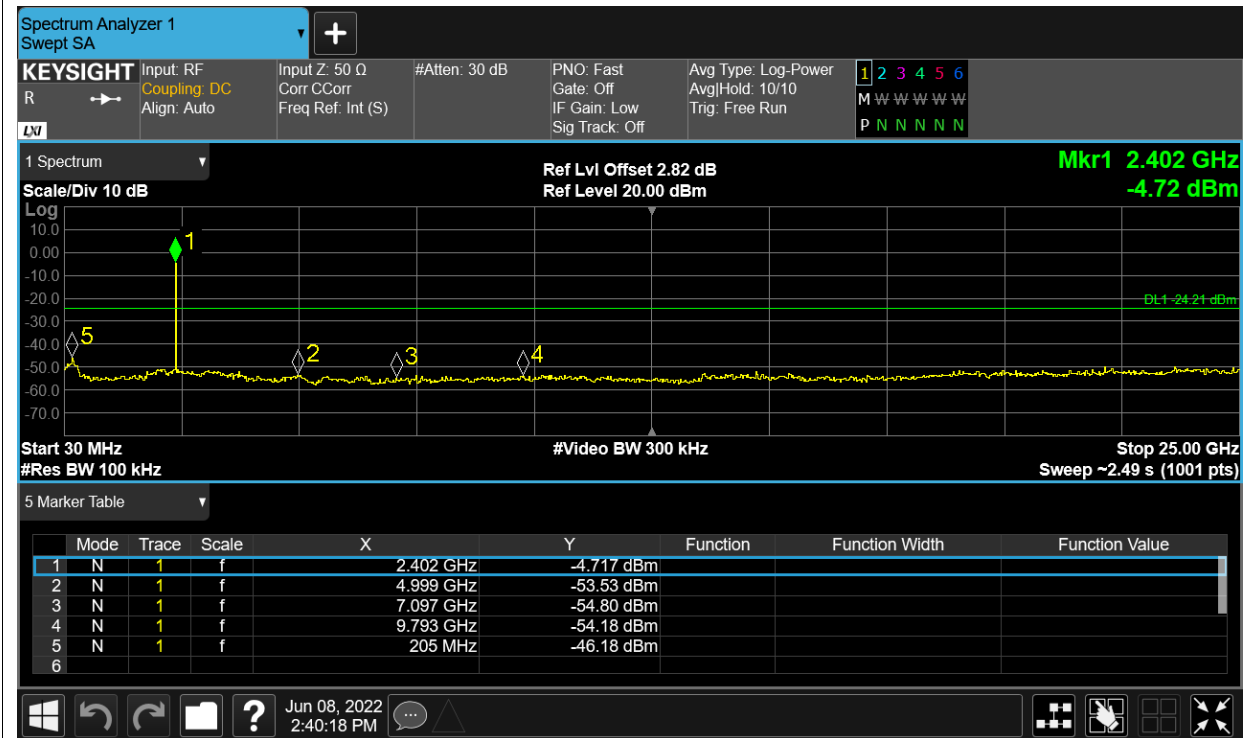 Spectrum Analyzer 1
Swept SA
+
KEYSIGHT Input: RF Input Z: 50 Ω #Atten: 30 dB PNO: Fast Avg Type: Log-Power 1 2 3 4 5 6
R Coupling: DC Corr CCorr Gate: Off Avg|Hold: 10/10 M W W W W W
Align: Auto Freq Ref: Int (S) IF Gain: Low Trig: Free Run
LXI Sig Track: Off P N N N N N N
1 Spectrum Ref Lvl Offset 2.82 dB Mkr1 2.402 GHz
Scale/Div 10 dB Ref Level 20.00 dBm -4.72 dBm
Log
10.0
1
0.00
-10.0
-20.0 DL1 -24.21 dBm
-30.0
5
-40.0
2 3 4
-50.0
-60.0
-70.0
Start 30 MHz #Video BW 300 kHz Stop 25.00 GHz
#Res BW 100 kHz Sweep ~2.49 s (1001 pts)
5 Marker Table
Mode Trace Scale X Y Function Function Width Function Value
1 N 1 f 2.402 GHz -4.717 dBm
2 N 1 f 4.999 GHz -53.53 dBm
3 N 1 f 7.097 GHz -54.80 dBm
4 N 1 f 9.793 GHz -54.18 dBm
5 N 1 f 205 MHz -46.18 dBm
6
? Jun 08, 2022
2:40:18 PM